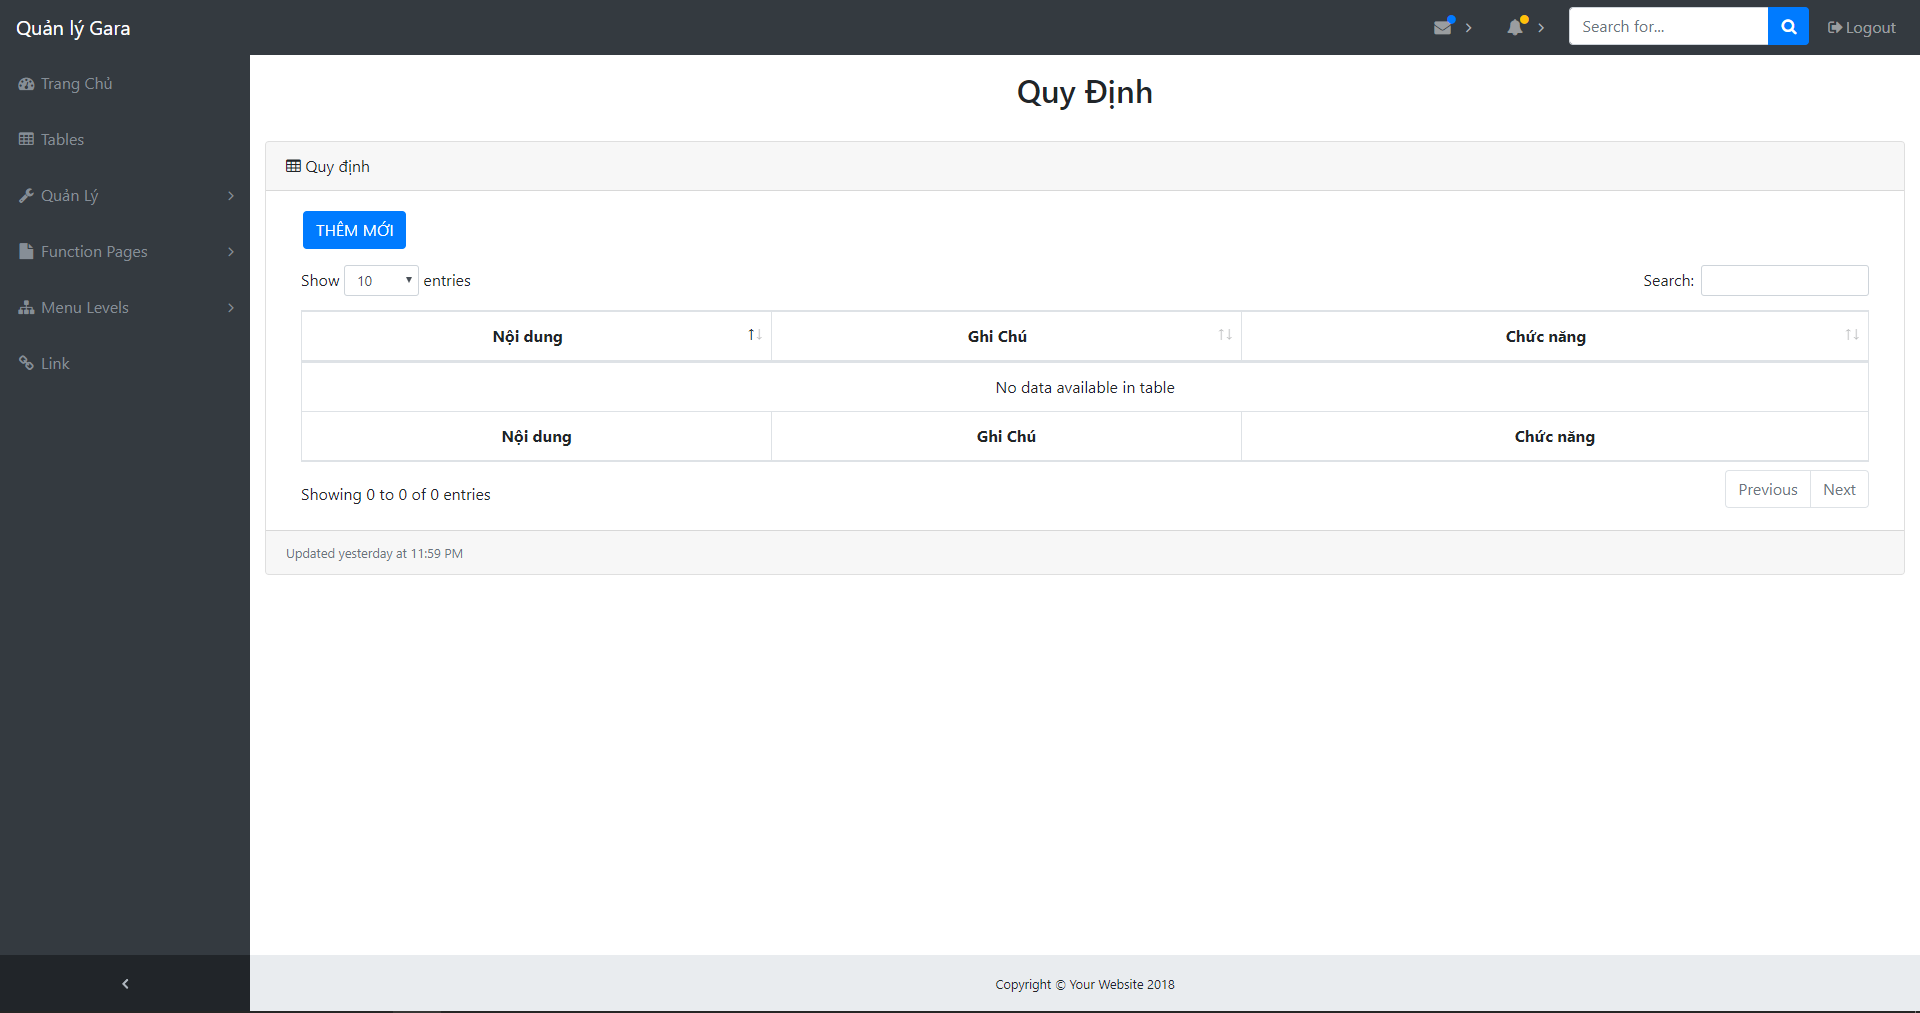 Quản lý Gara
Search for...
Logout
Trang Chủ
Tables
Quản Lý
Function Pages
Menu Levels
Link
Quy Định
Quy định
THÊM MỚI
Show 10 entries
Search:
Nội dung Ghi Chú Chức năng
No data available in table
Nội dung Ghi Chú Chức năng
Showing 0 to 0 of 0 entries
Previous Next
Updated yesterday at 11:59 PM
Copyright © Your Website 2018